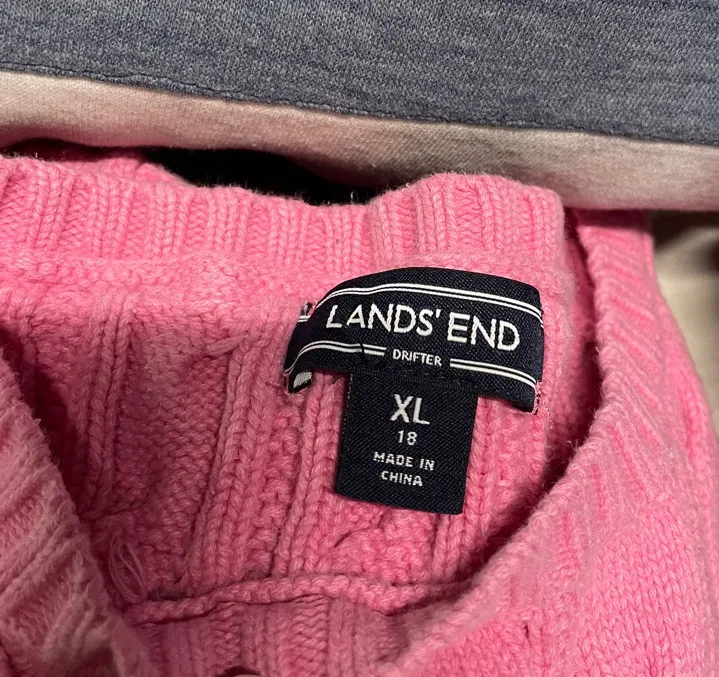 LANDS' END
DRIFTER
XL
18
MADE IN
CHINA